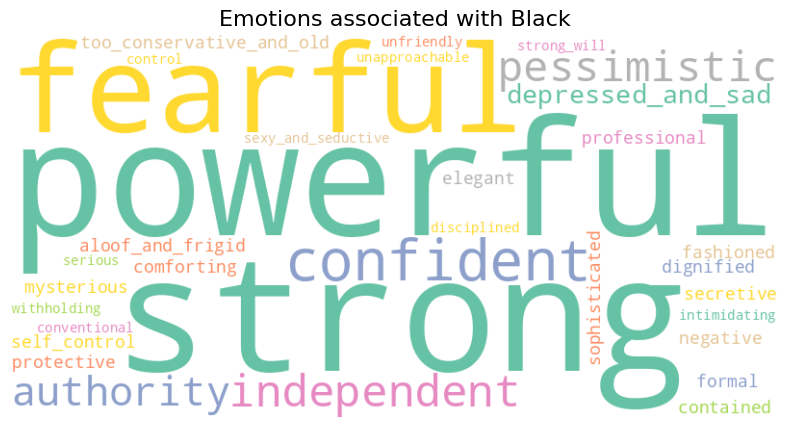 Emotions associated with Black
too_conservative_and_old
unfriendly
strong_will
control
unapproachable
fearful
pessimistic
depressed_and_sad
sexy_and_seductive
professional
powerful
elegant
disciplined
aloof_and_frigid
confident
fashioned
serious
comforting
dignified
sophisticated
mysterious
secretive
withholding
intimidating
conventional
strong
self_control
negative
protective
authority
independent
formal
contained